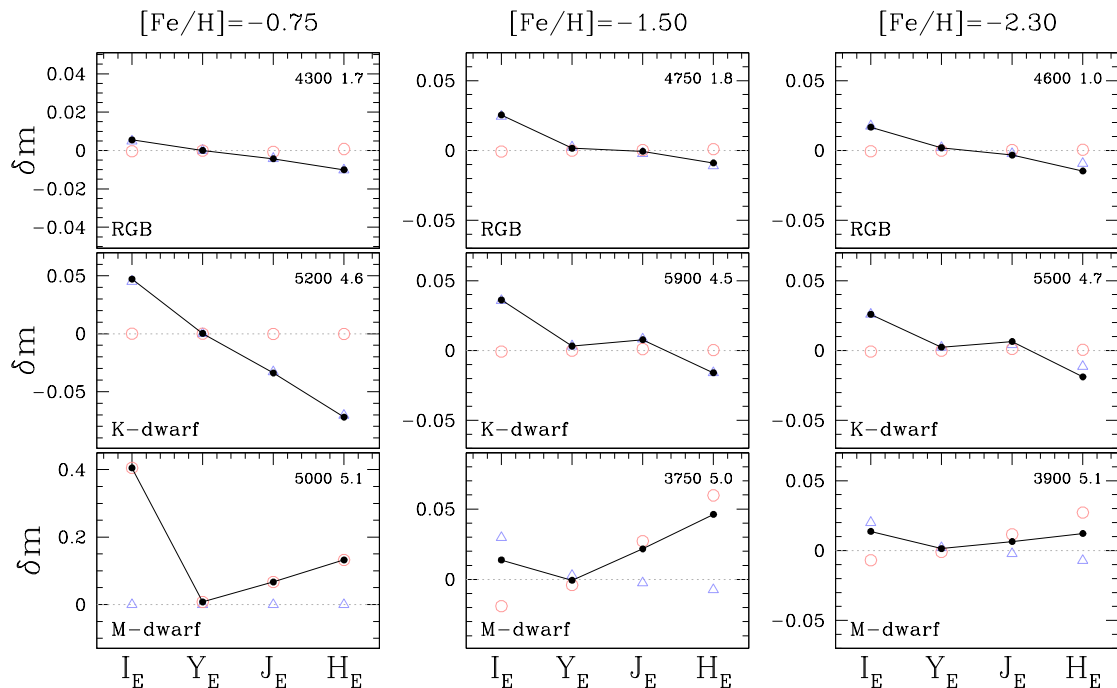 [Fe/H]=−0.75 [Fe/H]=−1.50 [Fe/H]=−2.30
δm 0.04 0.02 0 −0.02 −0.04 4300 1.7 RGB
0.05 0 −0.05 4750 1.8 RGB
0.05 0 −0.05 4600 1.0 RGB
δm 0.05 0 −0.05 5200 4.6 K−dwarf
0.05 0 −0.05 5900 4.5 K−dwarf
0.05 0 −0.05 5500 4.7 K−dwarf
δm 0.4 0.2 0 5000 5.1 M−dwarf
0.05 0 3750 5.0 M−dwarf
0.05 0 −0.05 3900 5.1 M−dwarf
I_E Y_E J_E H_E I_E Y_E J_E H_E I_E Y_E J_E H_E